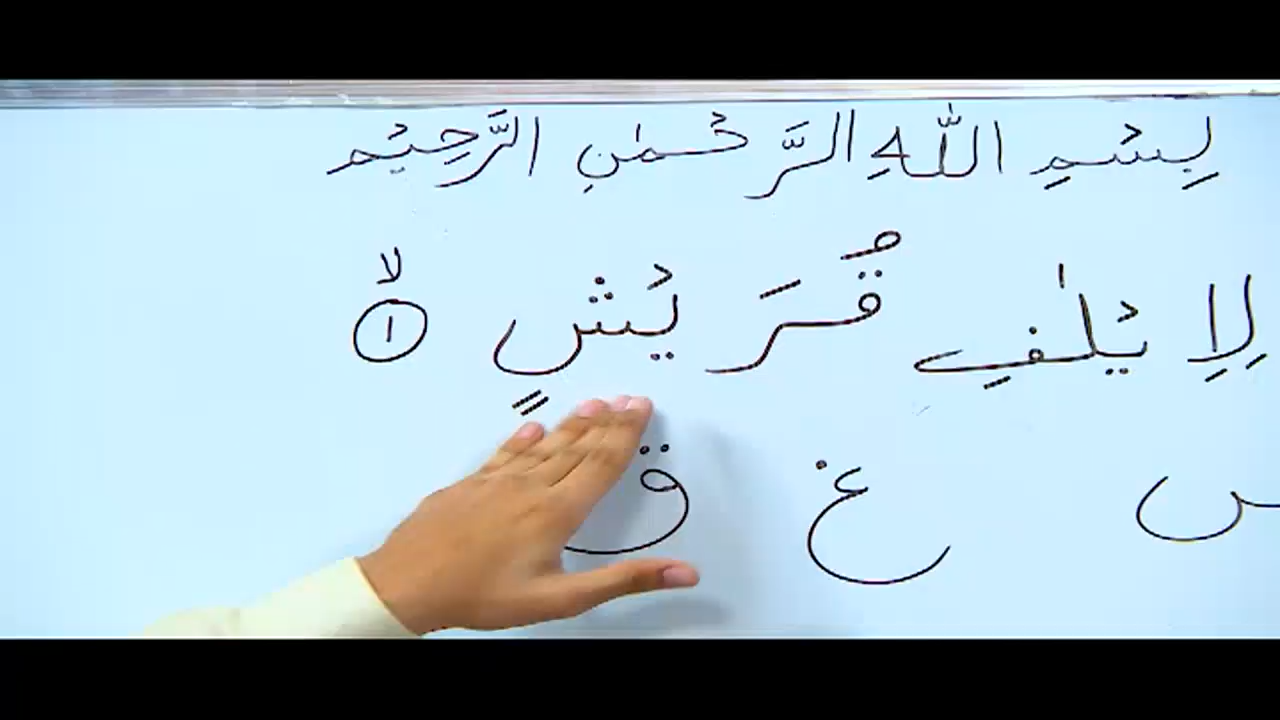 بِسْمِ اللّٰهِ الرَّحْمٰنِ الرَّحِيْمِ
لِاِيْلٰفِ قُرَيْشٍ ۙ ١
س غ ق